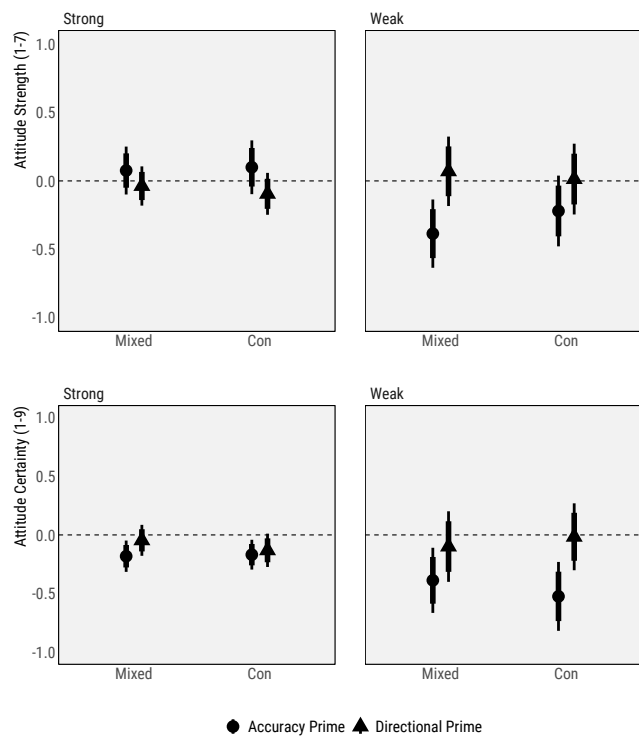 Strong
Weak
Attitude Strength (1-7)
1.0
0.5
0.0
-0.5
-1.0
Mixed
Con
Mixed
Con
Strong
Weak
Attitude Certainty (1-9)
1.0
0.5
0.0
-0.5
-1.0
Mixed
Con
Mixed
Con
Accuracy Prime
Directional Prime